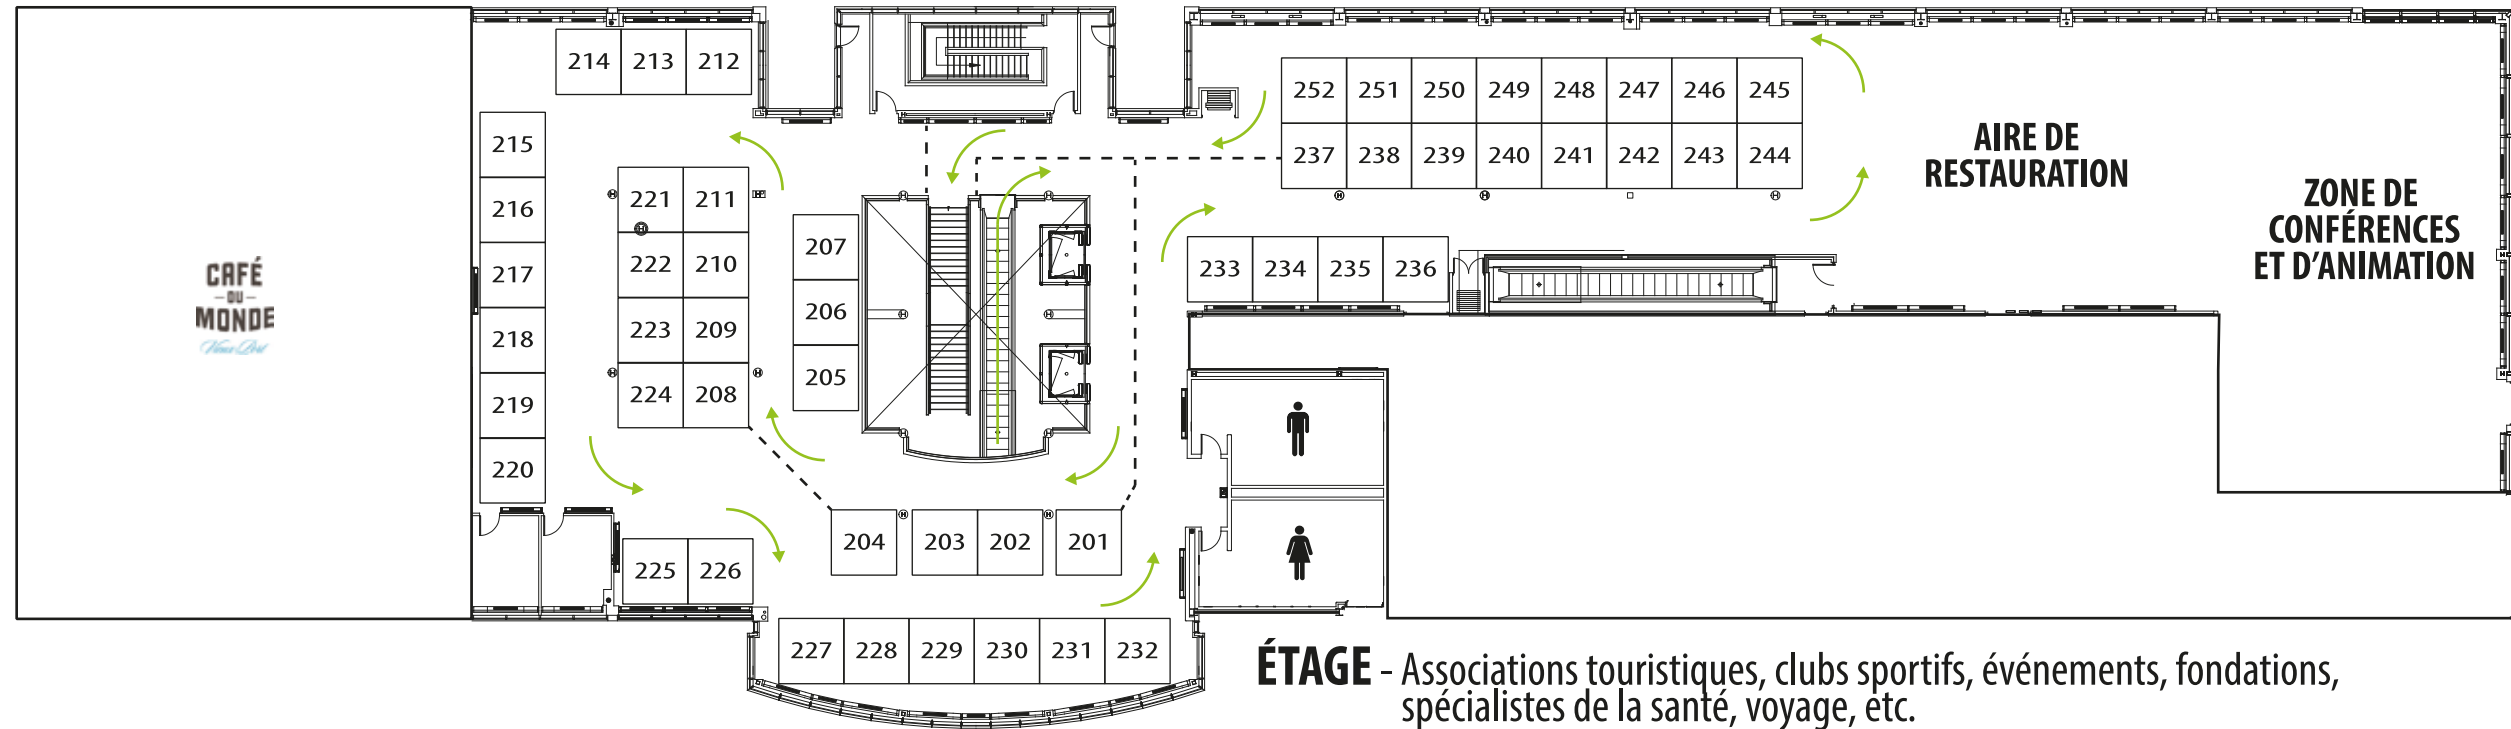 214 213 212
252 251 250 249 248 247 246 245
215
237 238 239 240 241 242 243 244
AIRE DE
RESTAURATION
216
221 211
ZONE DE
CONFÉRENCES
ET D'ANIMATION
207
217
222 210
233 234 235 236
CAFÉ
DU
MONDE
Vieux-Port
206
218
223 209
205
219
224 208
220
204 203 202 201
225 226
227 228 229 230 231 232
ÉTAGE - Associations touristiques, clubs sportifs, événements, fondations,
spécialistes de la santé, voyage, etc.